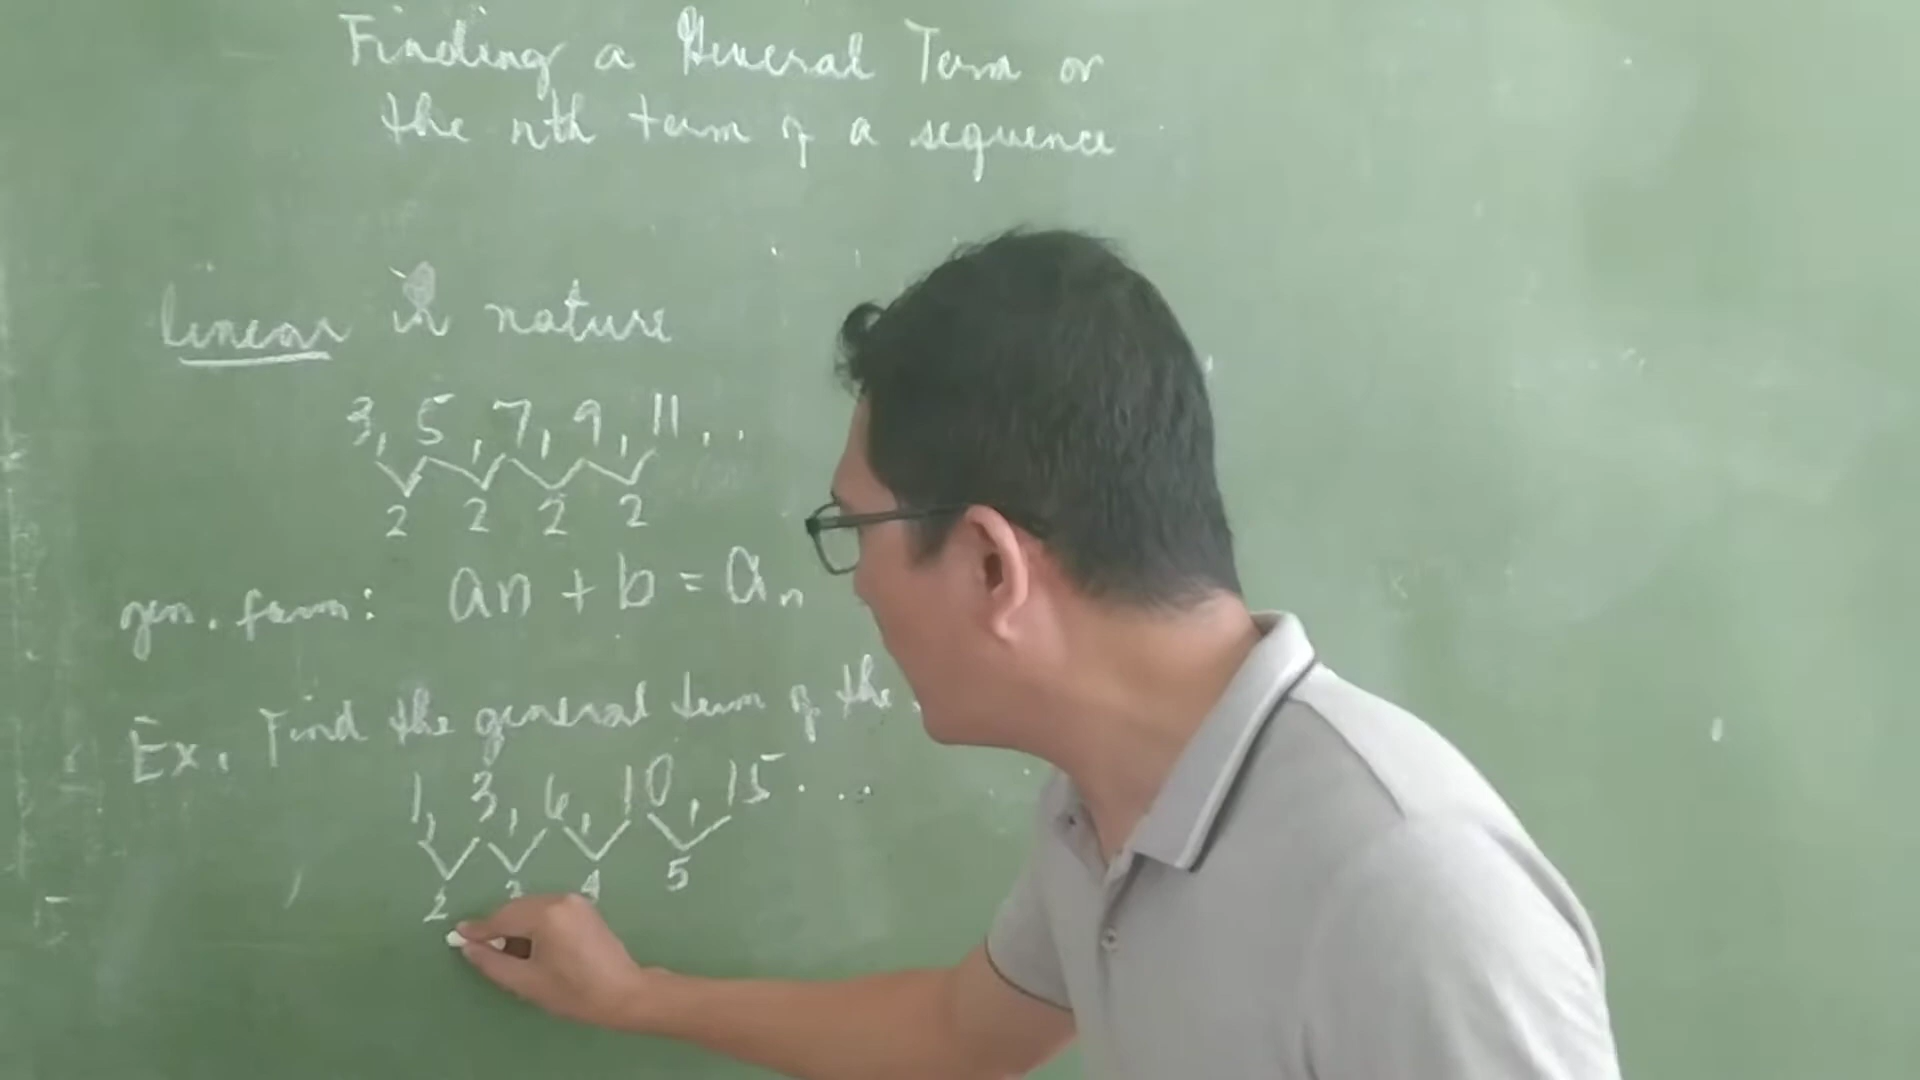 Finding a General Term or
the nth term of a sequence
linear in nature
3, 5, 7, 9, 11, ..
2 2 2 2
gen. form: an + b = aₙ
Ex. Find the general term of the
1, 3, 6, 10, 15 . ...
2 3 4 5